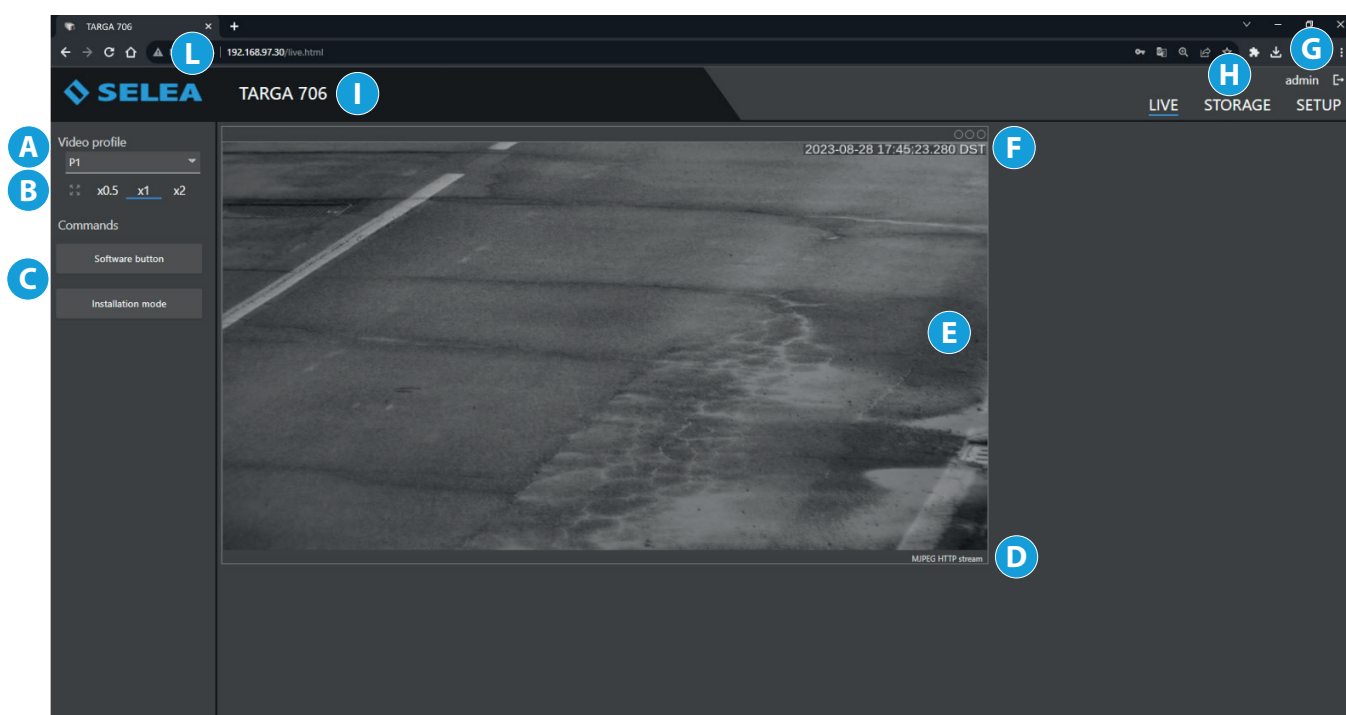 TARGA 706
L
192.168.97.30/live.html
G
H
SELEA
TARGA 706
I
admin
LIVE STORAGE SETUP
A
Video profile
P1
F
2023-08-28 17:45:23.280 DST
B
x0.5 x1 x2
Commands
Software button
C
Installation mode
E
MJPEG HTTP stream
D